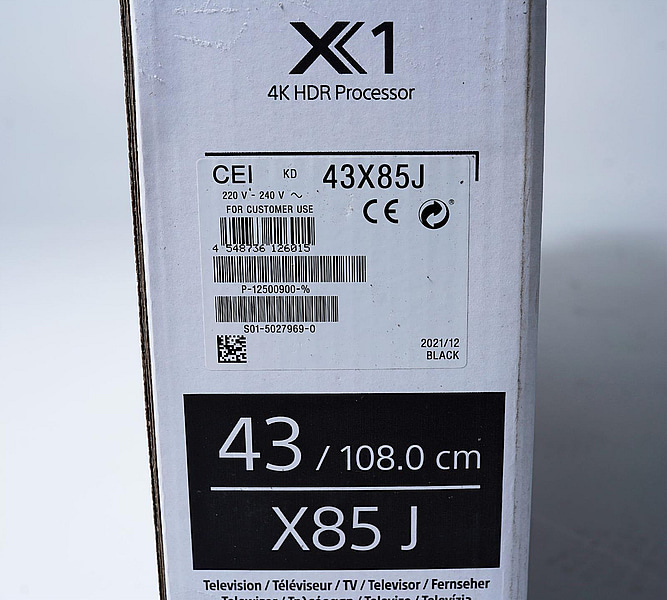 X1
4K HDR Processor
CEI KD 43X85J
220 V - 240 V ~
FOR CUSTOMER USE
CE
4 548736 126015
P-12500900-%
S01-5027969-0
2021/12
BLACK
43 / 108.0 cm
X85 J
Television / Téléviseur / TV / Televisor / Fernseher